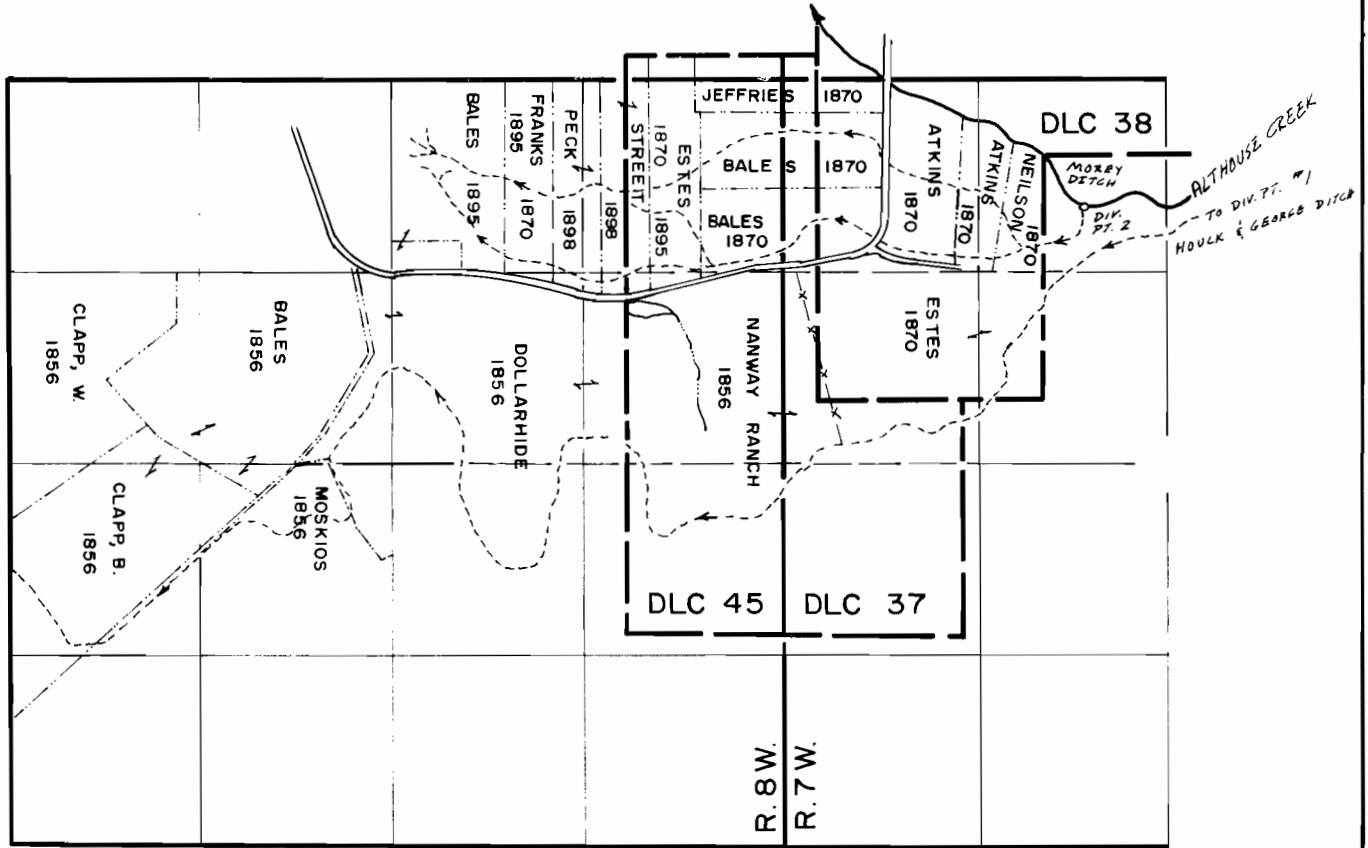 JEFFRIES 1870
BALES 1870
BALES
1870
ESTES
1870
STREEIT
1895
1898
PECK
1898
FRANKS
1895
1870
BALES
1895
ATKINS
1870
ATKINS
1870
NEILSON
1870
DLC 38
MOREY
DITCH
DIV.
PT. 2
ALTHOUSE CREEK
TO DIV. PT. #1
HOUCK & GEORGE DITCH
ESTES
1870
NANWAY RANCH
1856
DOLLARHIDE
1856
BALES
1856
CLAPP, W.
1856
CLAPP, B.
1856
MOSKIOS
1856
DLC 45
DLC 37
R. 8 W.
R. 7 W.